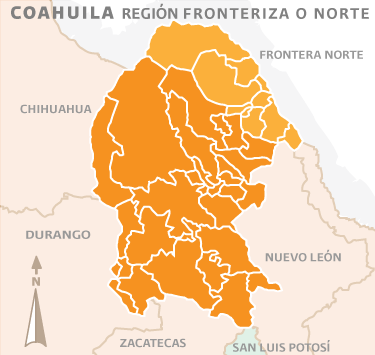 COAHUILA REGIÓN FRONTERIZA O NORTE
FRONTERA NORTE
CHIHUAHUA
DURANGO
NUEVO LEÓN
N
ZACATECAS
SAN LUIS POTOSÍ